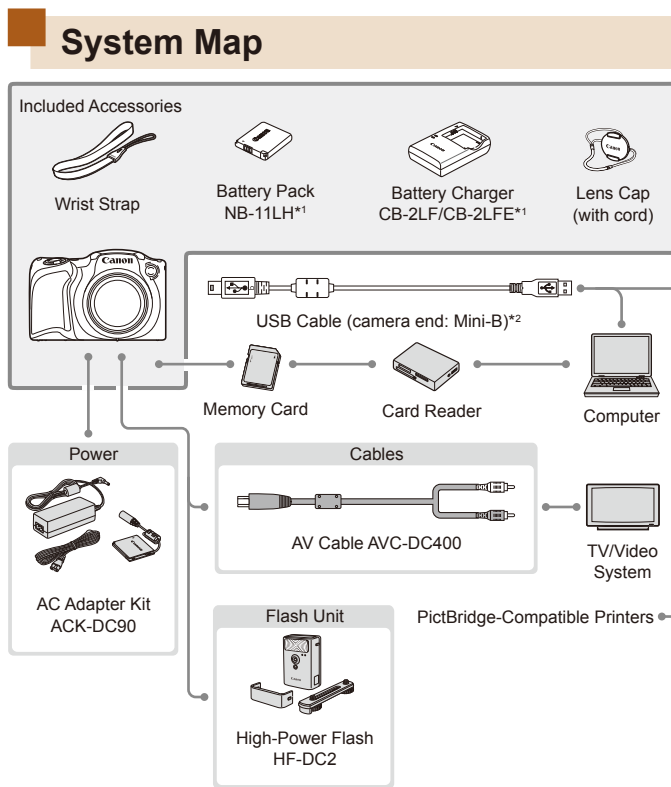 System Map
Included Accessories
Wrist Strap
Battery Pack
NB-11LH*1
Battery Charger
CB-2LF/CB-2LFE*1
Lens Cap
(with cord)
Canon
USB Cable (camera end: Mini-B)*2
Memory Card
Card Reader
Computer
Power
AC Adapter Kit
ACK-DC90
Cables
AV Cable AVC-DC400
TV/Video
System
Flash Unit
High-Power Flash
HF-DC2
PictBridge-Compatible Printers